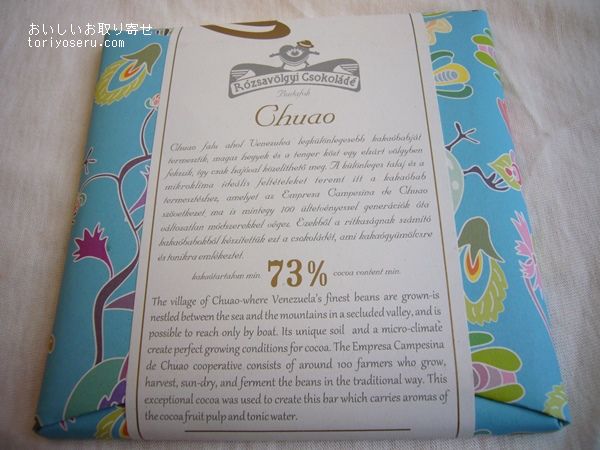 おいしいお取り寄せ
toriyoseru.com
Rózsavölgyi Csokoládé
Budafok
Chuao
Chuao falu ahol Venezulea legkülönlegesebb kakaóbabját
termesztik, magas hegyek és a tenger közt egy elzárt völgyben
fekszik, így csak hajóval közelíthető meg. A különleges talaj és a
mikroklíma ideális feltételeket teremt itt a kakaóbab
termesztéshez, amelyet az Empresa Campesina de Chuao
szövetkezet, ma is mintegy 100 ültetvényessel generációk óta
változatlan módszerekkel végez. Ezekből a ritkaságnak számító
kakaóbabokból készítettük ezt a csokoládét, ami kakaógyümölcsre
és tonikra emlékeztet.
kakaótartalom min. 73% cocoa content min.
The village of Chuao-where Venezuela's finest beans are grown-is
nestled between the sea and the mountains in a secluded valley, and is
possible to reach only by boat. Its unique soil and a micro-climate
create perfect growing conditions for cocoa. The Empresa Campesina
de Chuao cooperative consists of around 100 farmers who grow,
harvest, sun-dry, and ferment the beans in the traditional way. This
exceptional cocoa was used to create this bar which carries aromas of
the cocoa fruit pulp and tonic water.